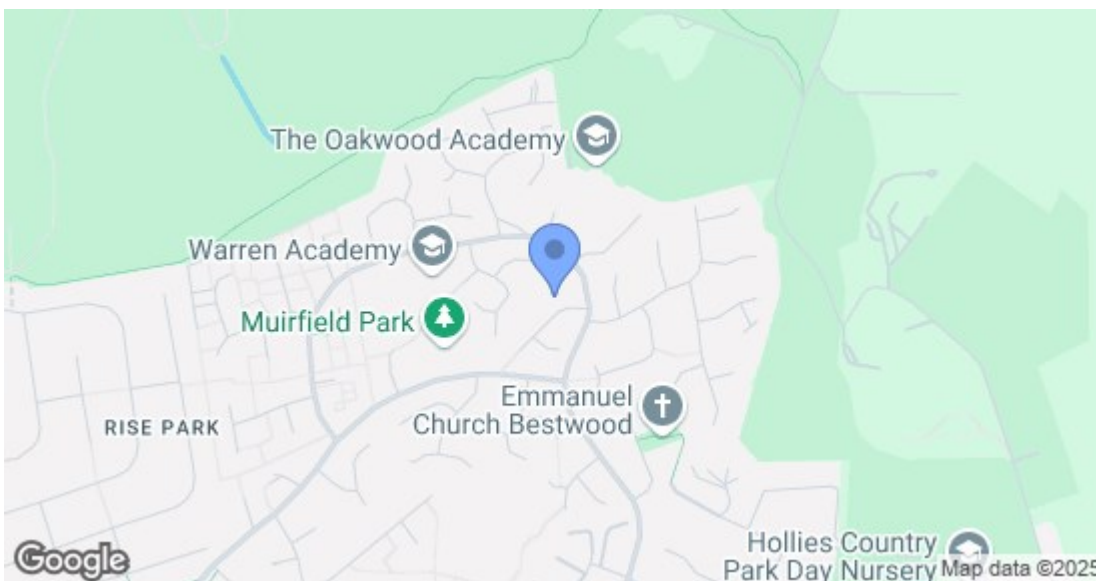 The Oakwood Academy
Warren Academy
Muirfield Park
Emmanuel
Church Bestwood
RISE PARK
Hollies Country
Park Day Nursery
Google
Map data ©2025